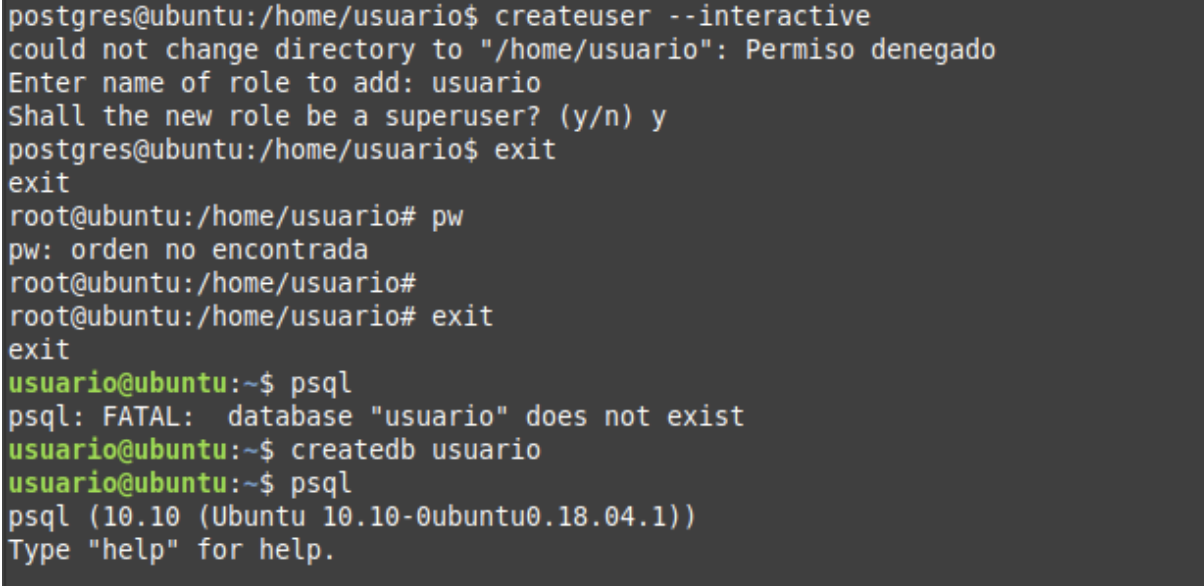 postgres@ubuntu:/home/usuario$ createuser --interactive
could not change directory to "/home/usuario": Permiso denegado
Enter name of role to add: usuario
Shall the new role be a superuser? (y/n) y
postgres@ubuntu:/home/usuario$ exit
exit
root@ubuntu:/home/usuario# pw
pw: orden no encontrada
root@ubuntu:/home/usuario#
root@ubuntu:/home/usuario# exit
exit
usuario@ubuntu:~$ psql
psql: FATAL:  database "usuario" does not exist
usuario@ubuntu:~$ createdb usuario
usuario@ubuntu:~$ psql
psql (10.10 (Ubuntu 10.10-0ubuntu0.18.04.1))
Type "help" for help.